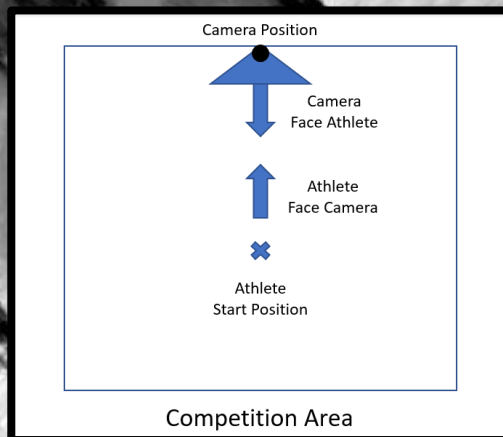 Camera Position
Camera
Face Athlete
Athlete
Face Camera
Athlete
Start Position
Competition Area